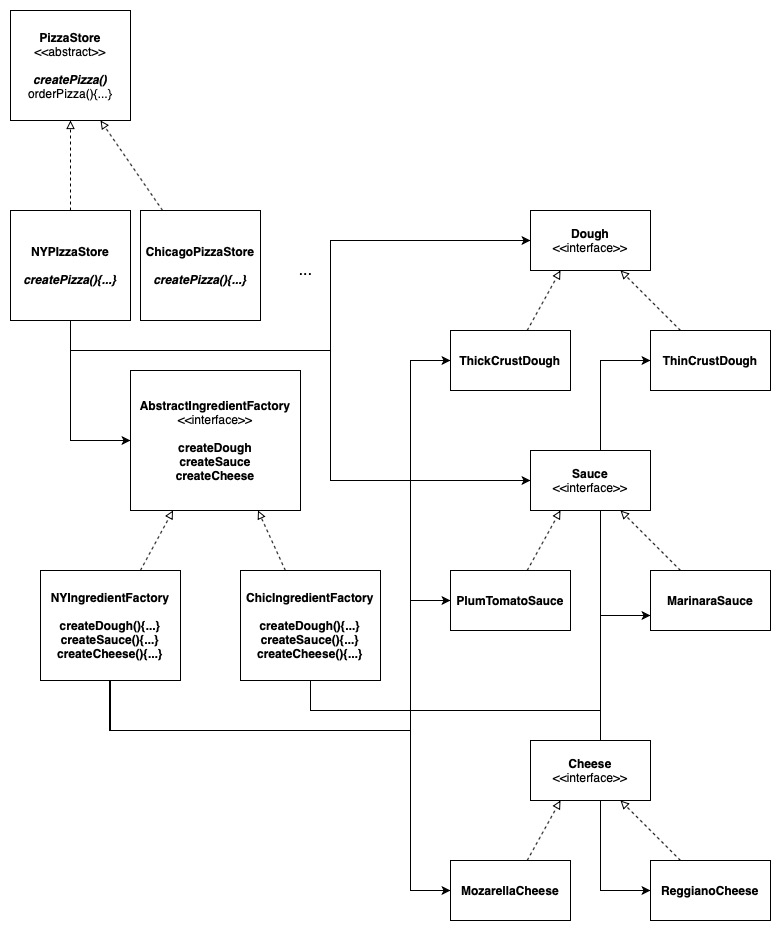 PizzaStore
<<abstract>>
createPizza()
orderPizza(){...}
NYPIzzaStore
createPizza(){...}
ChicagoPizzaStore
createPizza(){...}
...
Dough
<<interface>>
ThickCrustDough
ThinCrustDough
AbstractIngredientFactory
<<interface>>
createDough
createSauce
createCheese
Sauce
<<interface>>
NYIngredientFactory
createDough(){...}
createSauce(){...}
createCheese(){...}
ChicIngredientFactory
createDough(){...}
createSauce(){...}
createCheese(){...}
PlumTomatoSauce
MarinaraSauce
Cheese
<<interface>>
MozarellaCheese
ReggianoCheese